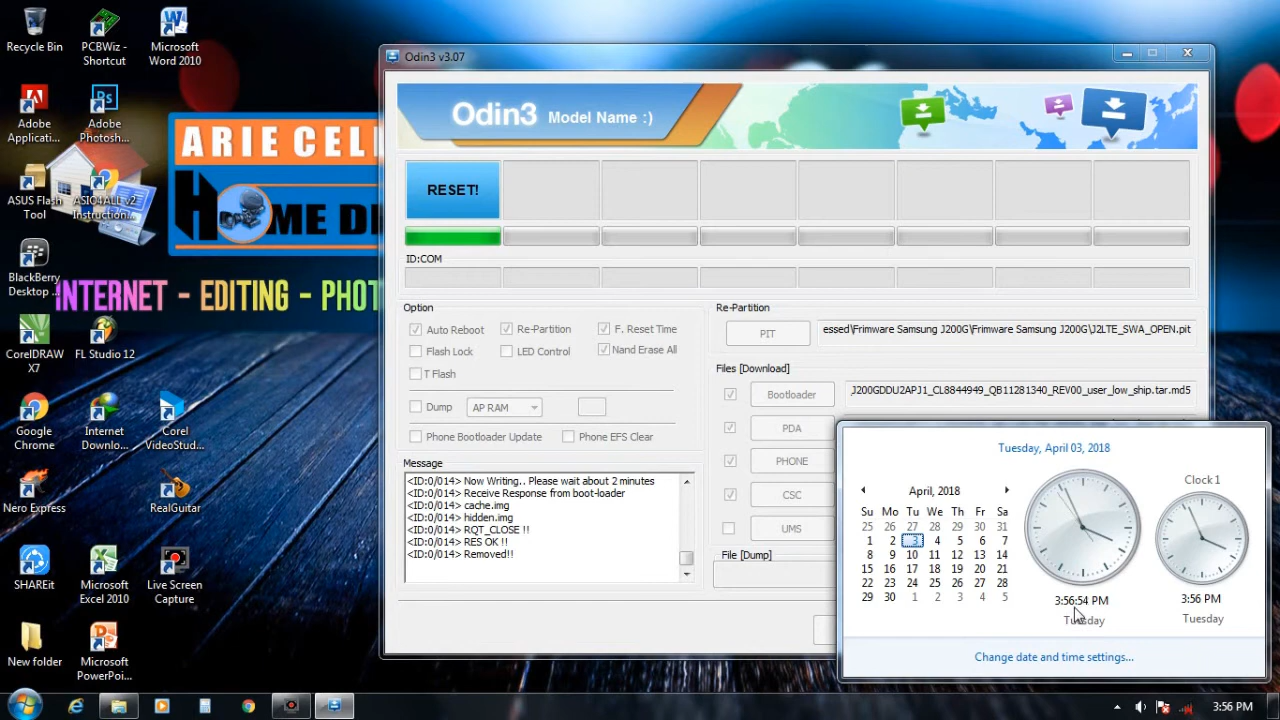 Recycle Bin
PCBWiz -
Shortcut
Microsoft
Word 2010
Adobe
Applicati...
Adobe
Photosh...
ASUS Flash
Tool
ASIO4ALL v2
Instruction...
BlackBerry
Desktop ...
CorelDRAW
X7
FL Studio 12
Google
Chrome
Internet
Downlo...
Corel
VideoStud...
Nero Express
RealGuitar
SHAREit
Microsoft
Excel 2010
Live Screen
Capture
New folder
Microsoft
PowerPoi...
ARIE CELL
HOME DE
INTERNET - EDITING - PHOT
Odin3 v3.07
Odin3 Model Name :)
RESET!
ID:COM
Option
Auto Reboot
Re-Partition
F. Reset Time
Flash Lock
LED Control
Nand Erase All
T Flash
Dump
AP RAM
Phone Bootloader Update
Phone EFS Clear
Message
<ID:0/014> Now Writing.. Please wait about 2 minutes
<ID:0/014> Receive Response from boot-loader
<ID:0/014> cache.img
<ID:0/014> hidden.img
<ID:0/014> RQT_CLOSE !!
<ID:0/014> RES OK !!
<ID:0/014> Removed!!
Re-Partition
PIT
essed\Frimware Samsung J200G\Frimware Samsung J200G\J2LTE_SWA_OPEN.pit
Files [Download]
Bootloader
J200GDDU2APJ1_CL8844949_QB11281340_REV00_user_low_ship.tar.md5
PDA
PHONE
CSC
UMS
File [Dump]
Tuesday, April 03, 2018
April, 2018
Su Mo Tu We Th Fr Sa
25 26 27 28 29 30 31
1 2 3 4 5 6 7
8 9 10 11 12 13 14
15 16 17 18 19 20 21
22 23 24 25 26 27 28
29 30 1 2 3 4 5
3:56:54 PM
Tuesday
Clock 1
3:56 PM
Tuesday
Change date and time settings...
3:56 PM